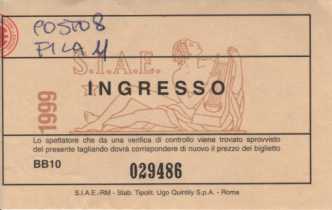 POSTO 8
FILA 11
S.I.A.E.
INGRESSO
1999
Lo spettatore che da una verifica di controllo viene trovato sprovvisto
del presente tagliando dovrà corrispondere di nuovo il prezzo del biglietto
BB10
029486
S.I.A.E.-RM - Stab. Tipolit. Ugo Quintily S.p.A. - Roma